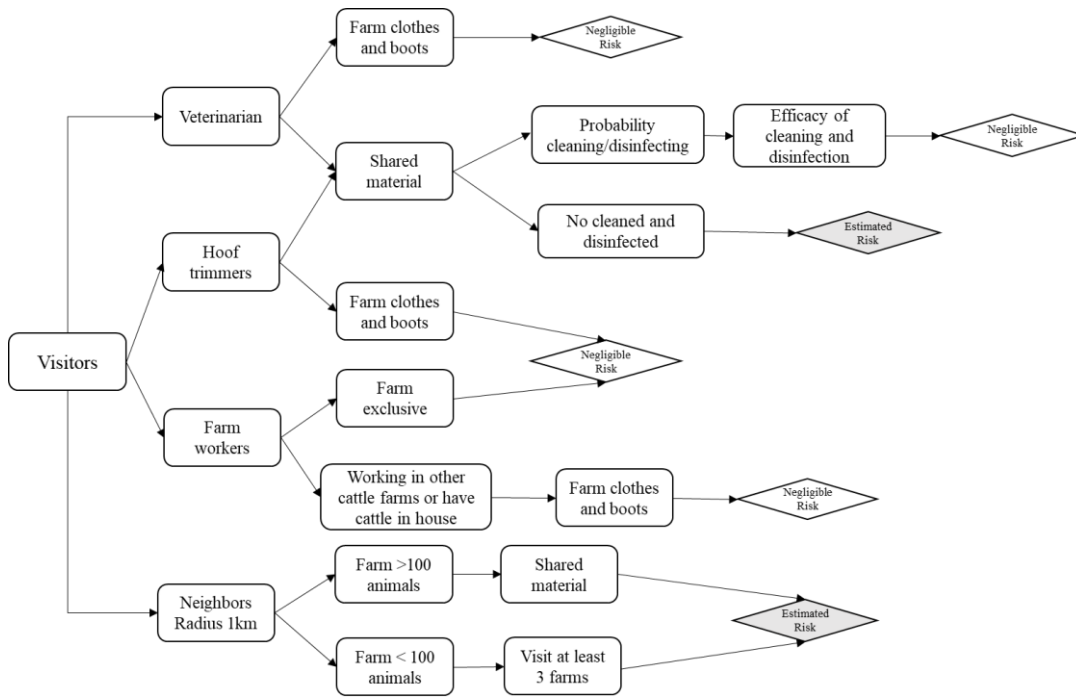 Visitors
Veterinarian
Farm clothes
and boots
Negligible
Risk
Shared
material
Probability
cleaning/disinfecting
Efficacy of
cleaning and
disinfection
Negligible
Risk
No cleaned and
disinfected
Estimated
Risk
Hoof
trimmers
Farm clothes
and boots
Negligible
Risk
Farm
workers
Farm
exclusive
Working in other
cattle farms or have
cattle in house
Farm clothes
and boots
Negligible
Risk
Neighbors
Radius 1km
Farm >100
animals
Shared
material
Estimated
Risk
Farm < 100
animals
Visit at least
3 farms